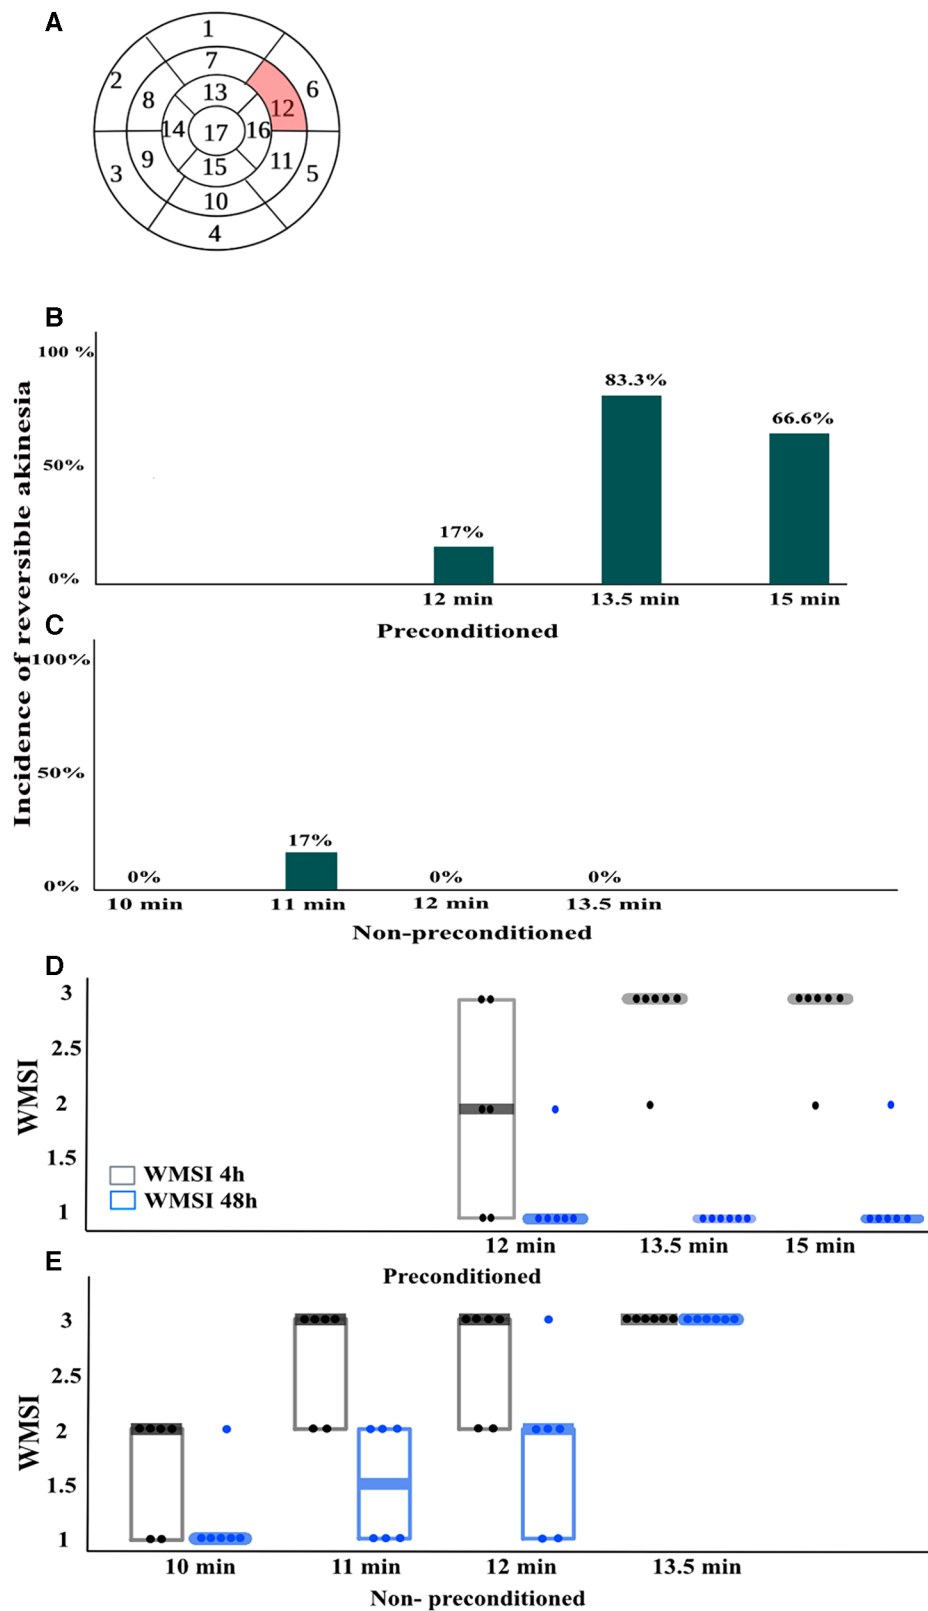 A
1
2
7
6
8
13
12
14
17
16
9
15
11
3
5
10
4
B
Incidence of reversible akinesia
100 %
83.3%
66.6%
50%
17%
0%
12 min
13.5 min
15 min
Preconditioned
C
100%
50%
17%
0%
0%
0%
0%
10 min
11 min
12 min
13.5 min
Non-preconditioned
D
WMSI
3
2.5
2
1.5
1
WMSI 4h
WMSI 48h
12 min
13.5 min
15 min
Preconditioned
E
WMSI
3
2.5
2
1.5
1
10 min
11 min
12 min
13.5 min
Non- preconditioned